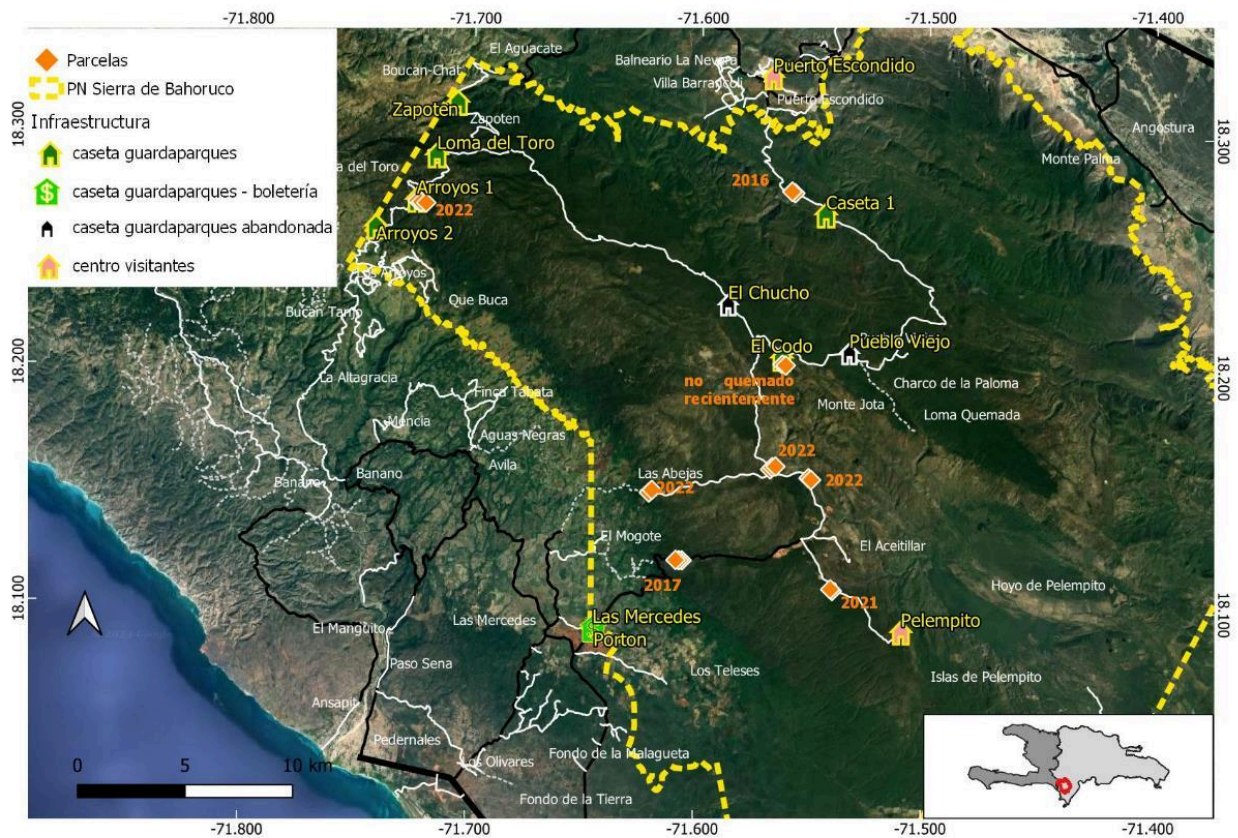 -71.800
-71.700
-71.600
-71.500
-71.400
Parcelas
PN Sierra de Bahoruco
Infraestructura
caseta guardaparques
caseta guardaparques - boletería
$
caseta guardaparques abandonada
centro visitantes
El Aguacate
Boucan-Chat
Balneario La Nevera
Puerto Escondido
Villa Barrancoli
Puerto Escondido
Zapoten
Zapoten
Angostura
18.300
18.300
Loma del Toro
del Toro
Monte Palma
Arroyos 1
2016
2022
Caseta 1
Arroyos 2
Arroyos
Que Buca
El Chucho
Bucan Tamo
El Codo
Pueblo Viejo
18.200
18.200
La Altagracia
no quemado
recientemente
Charco de la Paloma
Finca Tabata
Monte Jota
Loma Quemada
Mencia
Aguas Negras
2022
Avila
Banano
Las Abejas
2022
Banano
2022
El Mogote
El Aceitillar
2017
Hoyo de Pelempito
18.100
18.100
2021
Las Mercedes
Las Mercedes
Porton
Pelempito
El Manguito
Paso Sena
Los Teleses
Islas de Pelempito
Ansapit
Pedernales
Fondo de la Malagueta
Los Olivares
0
5
10 km
Fondo de la Tierra
-71.800
-71.700
-71.600
-71.500
-71.400